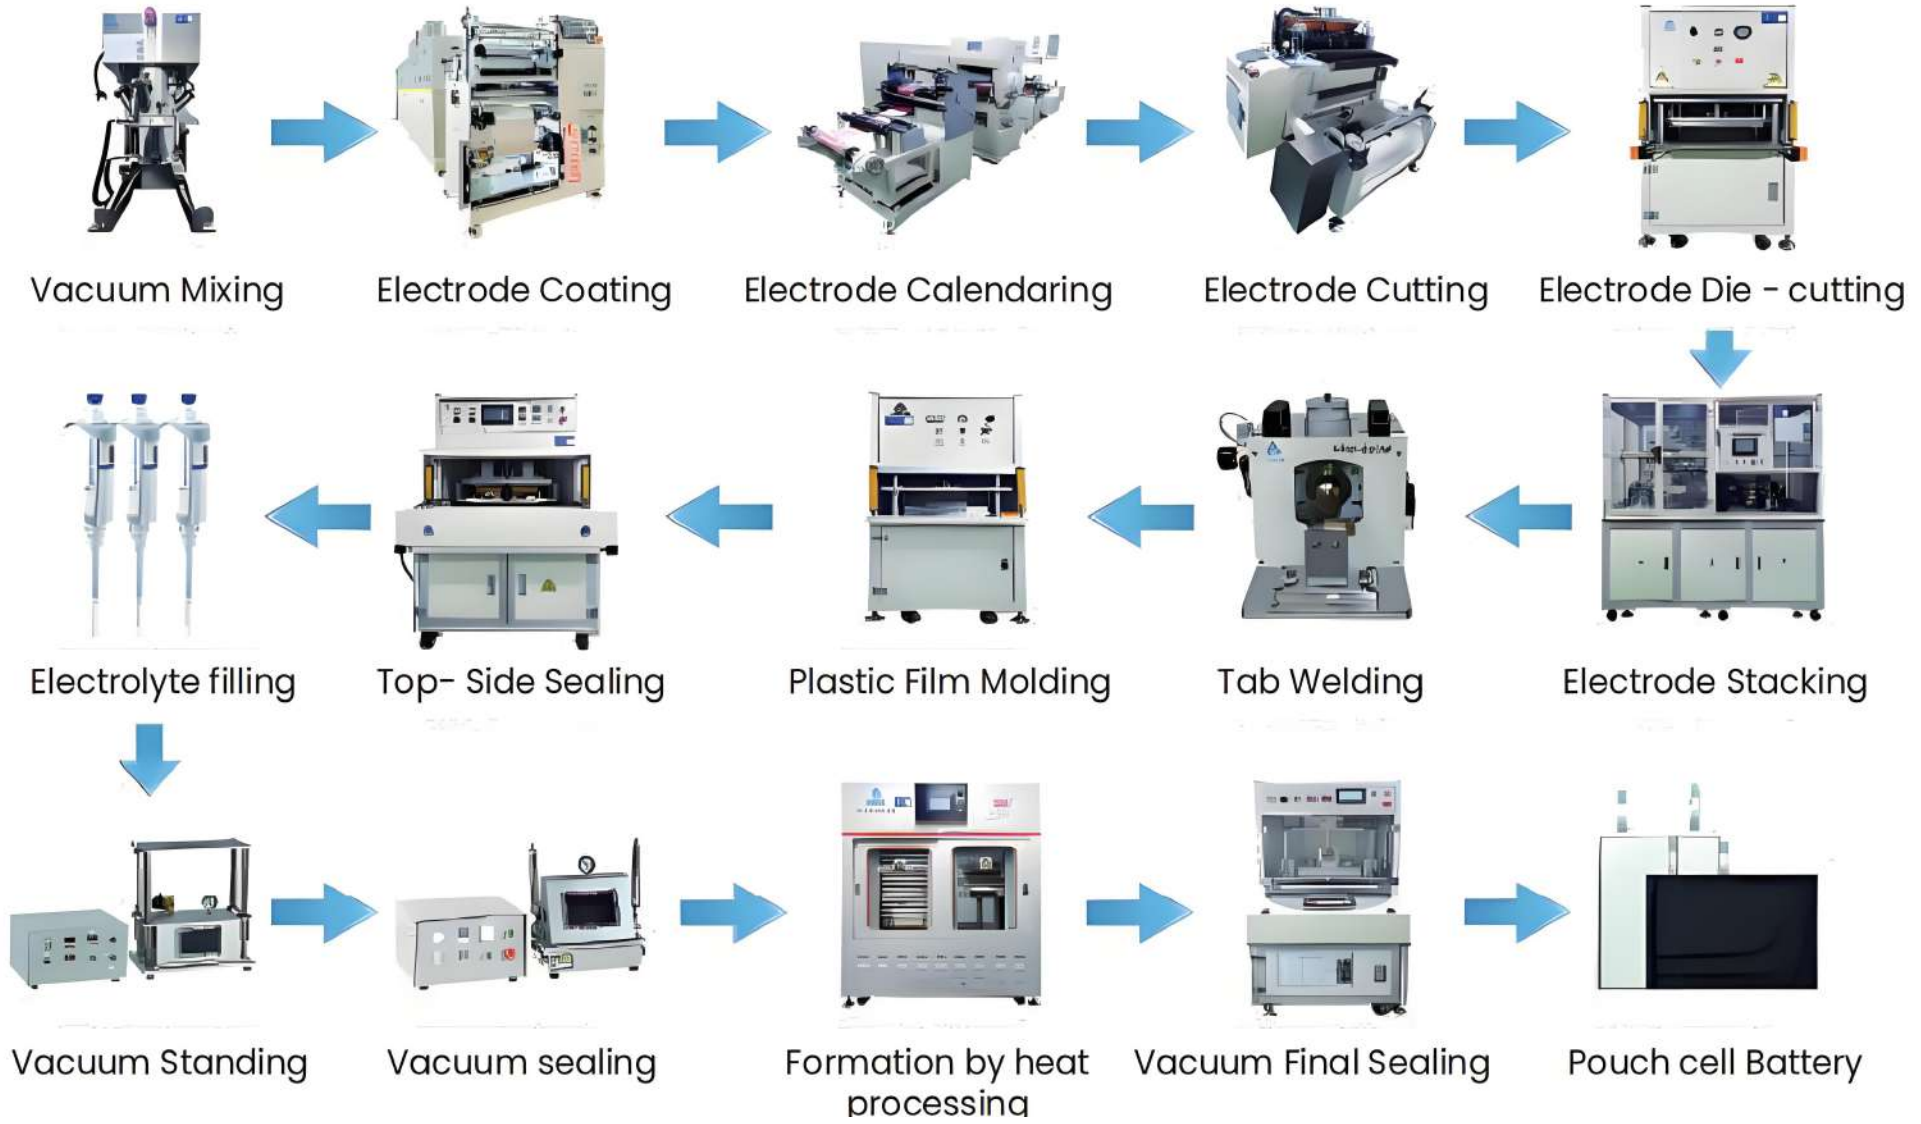 Vacuum Mixing
Electrode Coating
Electrode Calendaring
Electrode Cutting
Electrode Die - cutting
Electrolyte filling
Top- Side Sealing
Plastic Film Molding
Tab Welding
Electrode Stacking
Vacuum Standing
Vacuum sealing
Formation by heat
processing
Vacuum Final Sealing
Pouch cell Battery